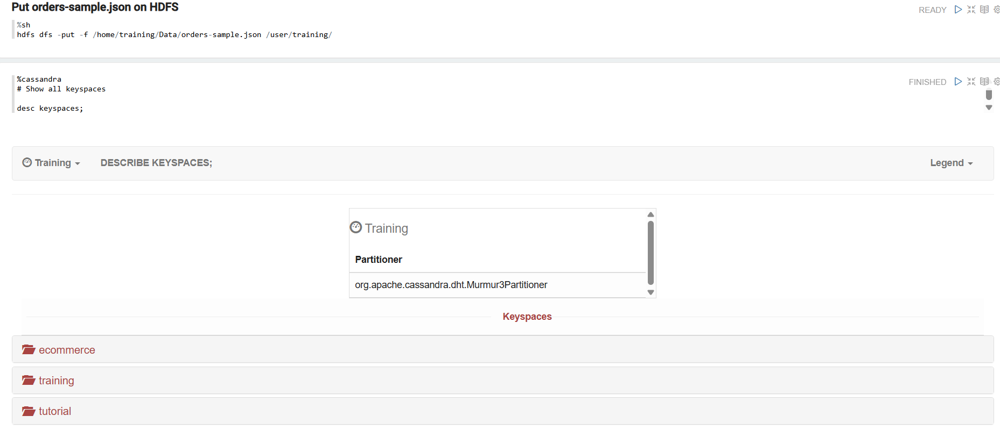 Put orders-sample.json on HDFS
READY
%sh
hdfs dfs -put -f /home/training/Data/orders-sample.json /user/training/
%cassandra
# Show all keyspaces
FINISHED
desc keyspaces;
Training
DESCRIBE KEYSPACES;
Legend
Training
Partitioner
org.apache.cassandra.dht.Murmur3Partitioner
Keyspaces
ecommerce
training
tutorial